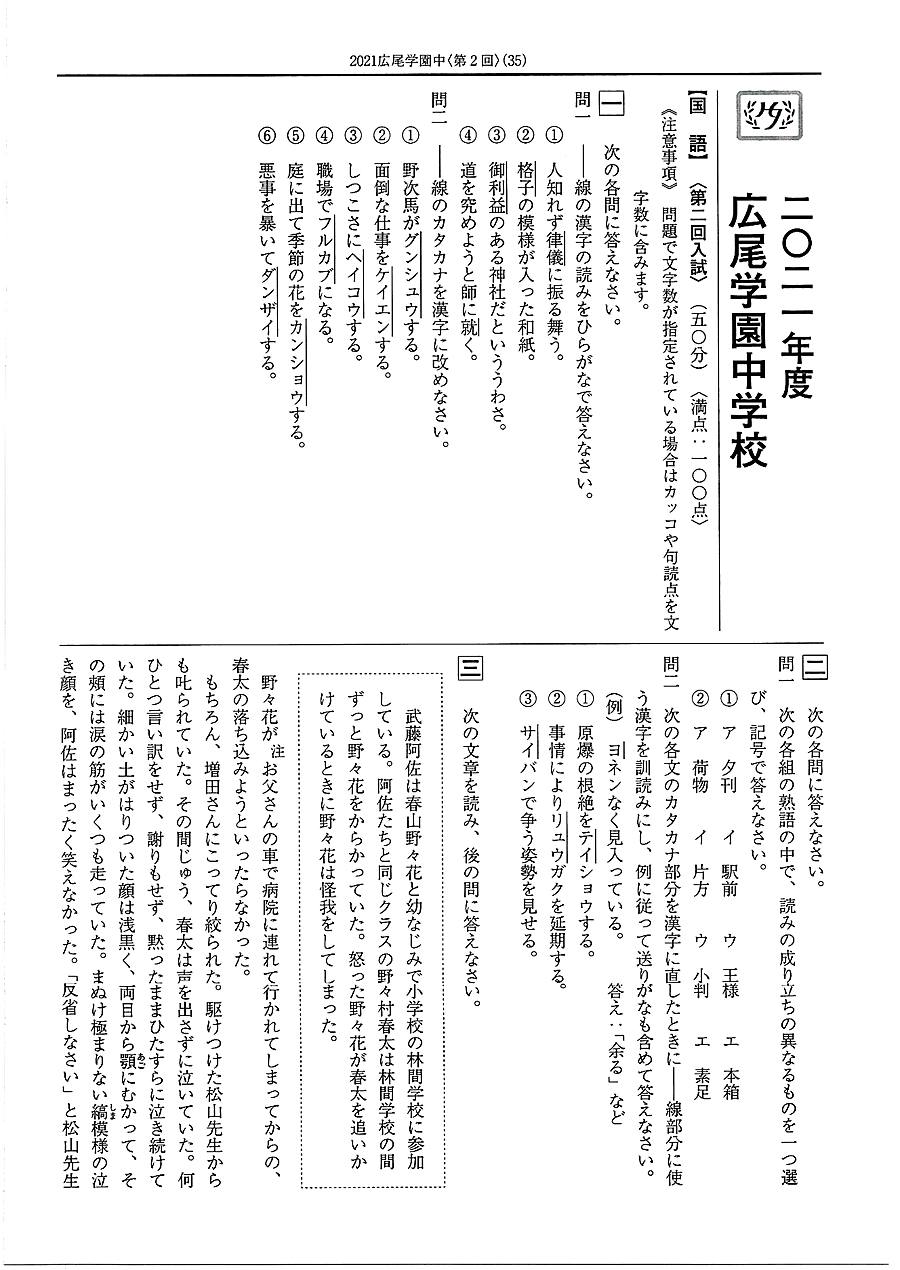 2021広尾学園中〈第2回〉(35)
二〇二一年度
広尾学園中学校
【国語】〈第二回入試〉(五〇分)〈満点:一〇〇点〉
《注意事項》 問題で文字数が指定されている場合はカッコや句読点を文
字数に含みます。
一 次の各問に答えなさい。
問一 ――線の漢字の読みをひらがなで答えなさい。
① 人知れず律儀に振る舞う。
② 格子の模様が入った和紙。
③ 御利益のある神社だといううわさ。
④ 道を究めようと師に就く。
問二 ――線のカタカナを漢字に改めなさい。
① 野次馬がグンシュウする。
② 面倒な仕事をケイエンする。
③ しつこさにヘイコウする。
④ 職場でフルカブになる。
⑤ 庭に出て季節の花をカンショウする。
⑥ 悪事を暴いてダンザイする。
二 次の各問に答えなさい。
問一 次の各組の熟語の中で、読みの成り立ちの異なるものを一つ選
び、記号で答えなさい。
① ア 夕刊 イ 駅前 ウ 王様 エ 本箱
② ア 荷物 イ 片方 ウ 小判 エ 素足
問二 次の各文のカタカナ部分を漢字に直したときに――線部分に使
う漢字を訓読みにし、例に従って送りがなも含めて答えなさい。
(例) ヨネンなく見入っている。 答え:「余る」など
① 原爆の根絶をテイショウする。
② 事情によりリュウガクを延期する。
③ サイバンで争う姿勢を見せる。
三 次の文章を読み、後の問に答えなさい。
武藤阿佐は春山野々花と幼なじみで小学校の林間学校に参加
している。阿佐たちと同じクラスの野々村春太は林間学校の間
ずっと野々花をからかっていた。怒った野々花が春太を追いか
けているときに野々花は怪我をしてしまった。
野々花が注お父さんの車で病院に連れて行かれてしまってからの、
春太の落ち込みようといったらなかった。
もちろん、増田さんにこってり絞られた。駆けつけた松山先生から
も叱られていた。その間じゅう、春太は声を出さずに泣いていた。何
ひとつ言い訳をせず、謝りもせず、黙ったままひたすらに泣き続けて
いた。細かい土がはりついた顔は浅黒く、両目から顎あごにむかって、そ
の頰には涙の筋がいくつも走っていた。まぬけ極まりない縞しま模様の泣
き顔を、阿佐はまったく笑えなかった。「反省しなさい」と松山先生